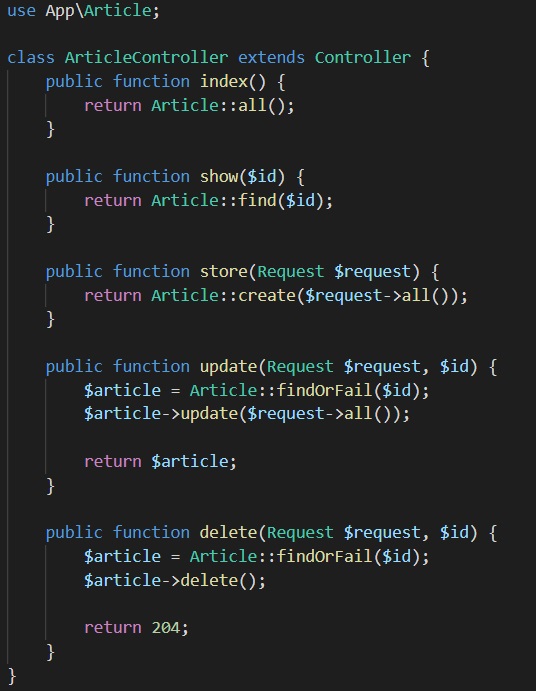 use App\Article;
class ArticleController extends Controller {
public function index() {
return Article::all();
}
public function show($id) {
return Article::find($id);
}
public function store(Request $request) {
return Article::create($request->all());
}
public function update(Request $request, $id) {
$article = Article::findOrFail($id);
$article->update($request->all());
return $article;
}
public function delete(Request $request, $id) {
$article = Article::findOrFail($id);
$article->delete();
return 204;
}
}